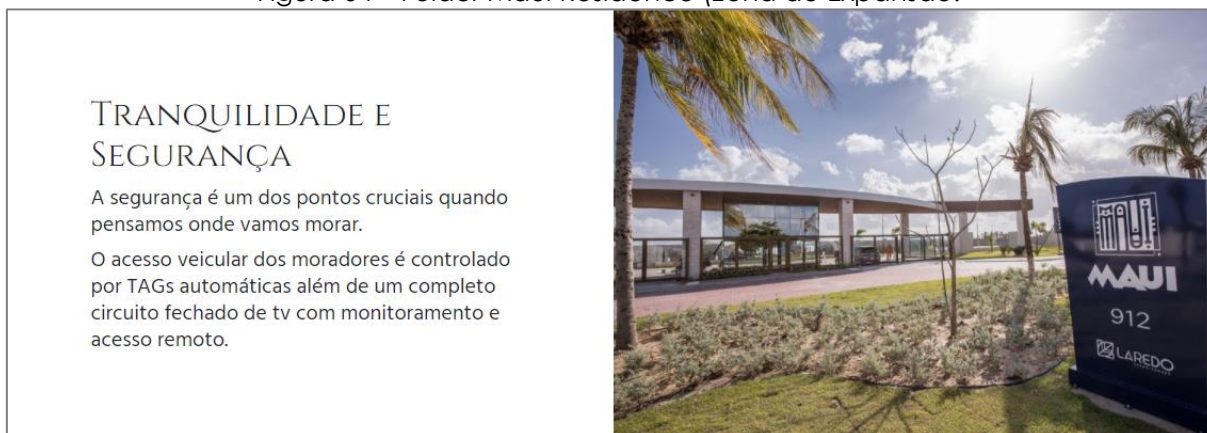 TRANQUILIDADE E
SEGURANÇA
A segurança é um dos pontos cruciais quando
pensamos onde vamos morar.
O acesso veicular dos moradores é controlado
por TAGs automáticas além de um completo
circuito fechado de tv com monitoramento e
acesso remoto.
MAUI
MAUI
912
LAREDO